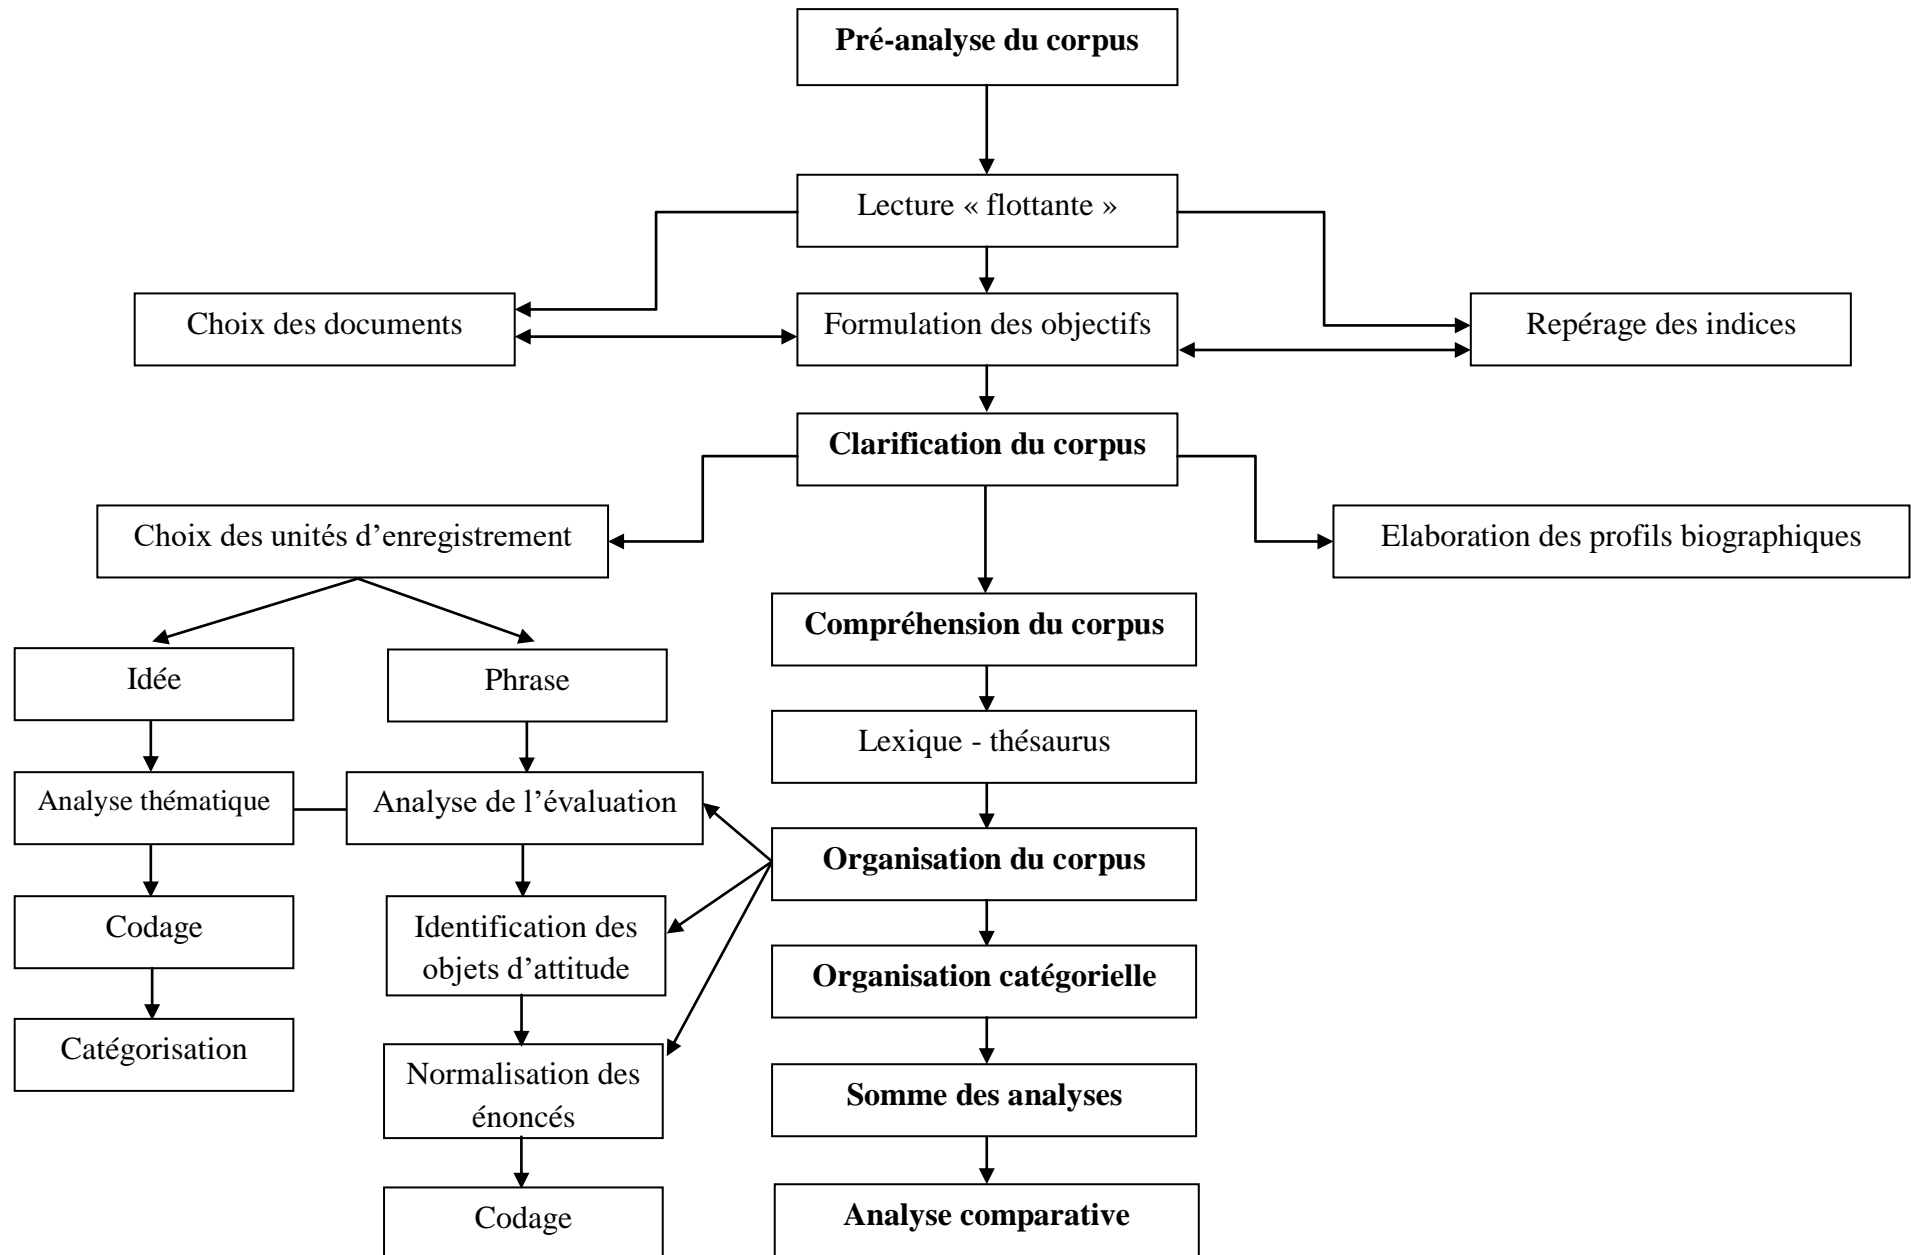 Pré-analyse du corpus
Lecture « flottante »
Choix des documents
Formulation des objectifs
Repérage des indices
Clarification du corpus
Choix des unités d’enregistrement
Elaboration des profils biographiques
Compréhension du corpus
Idée
Phrase
Lexique - thésaurus
Analyse thématique
Analyse de l’évaluation
Organisation du corpus
Codage
Identification des
objets d’attitude
Organisation catégorielle
Catégorisation
Normalisation des
énoncés
Somme des analyses
Codage
Analyse comparative